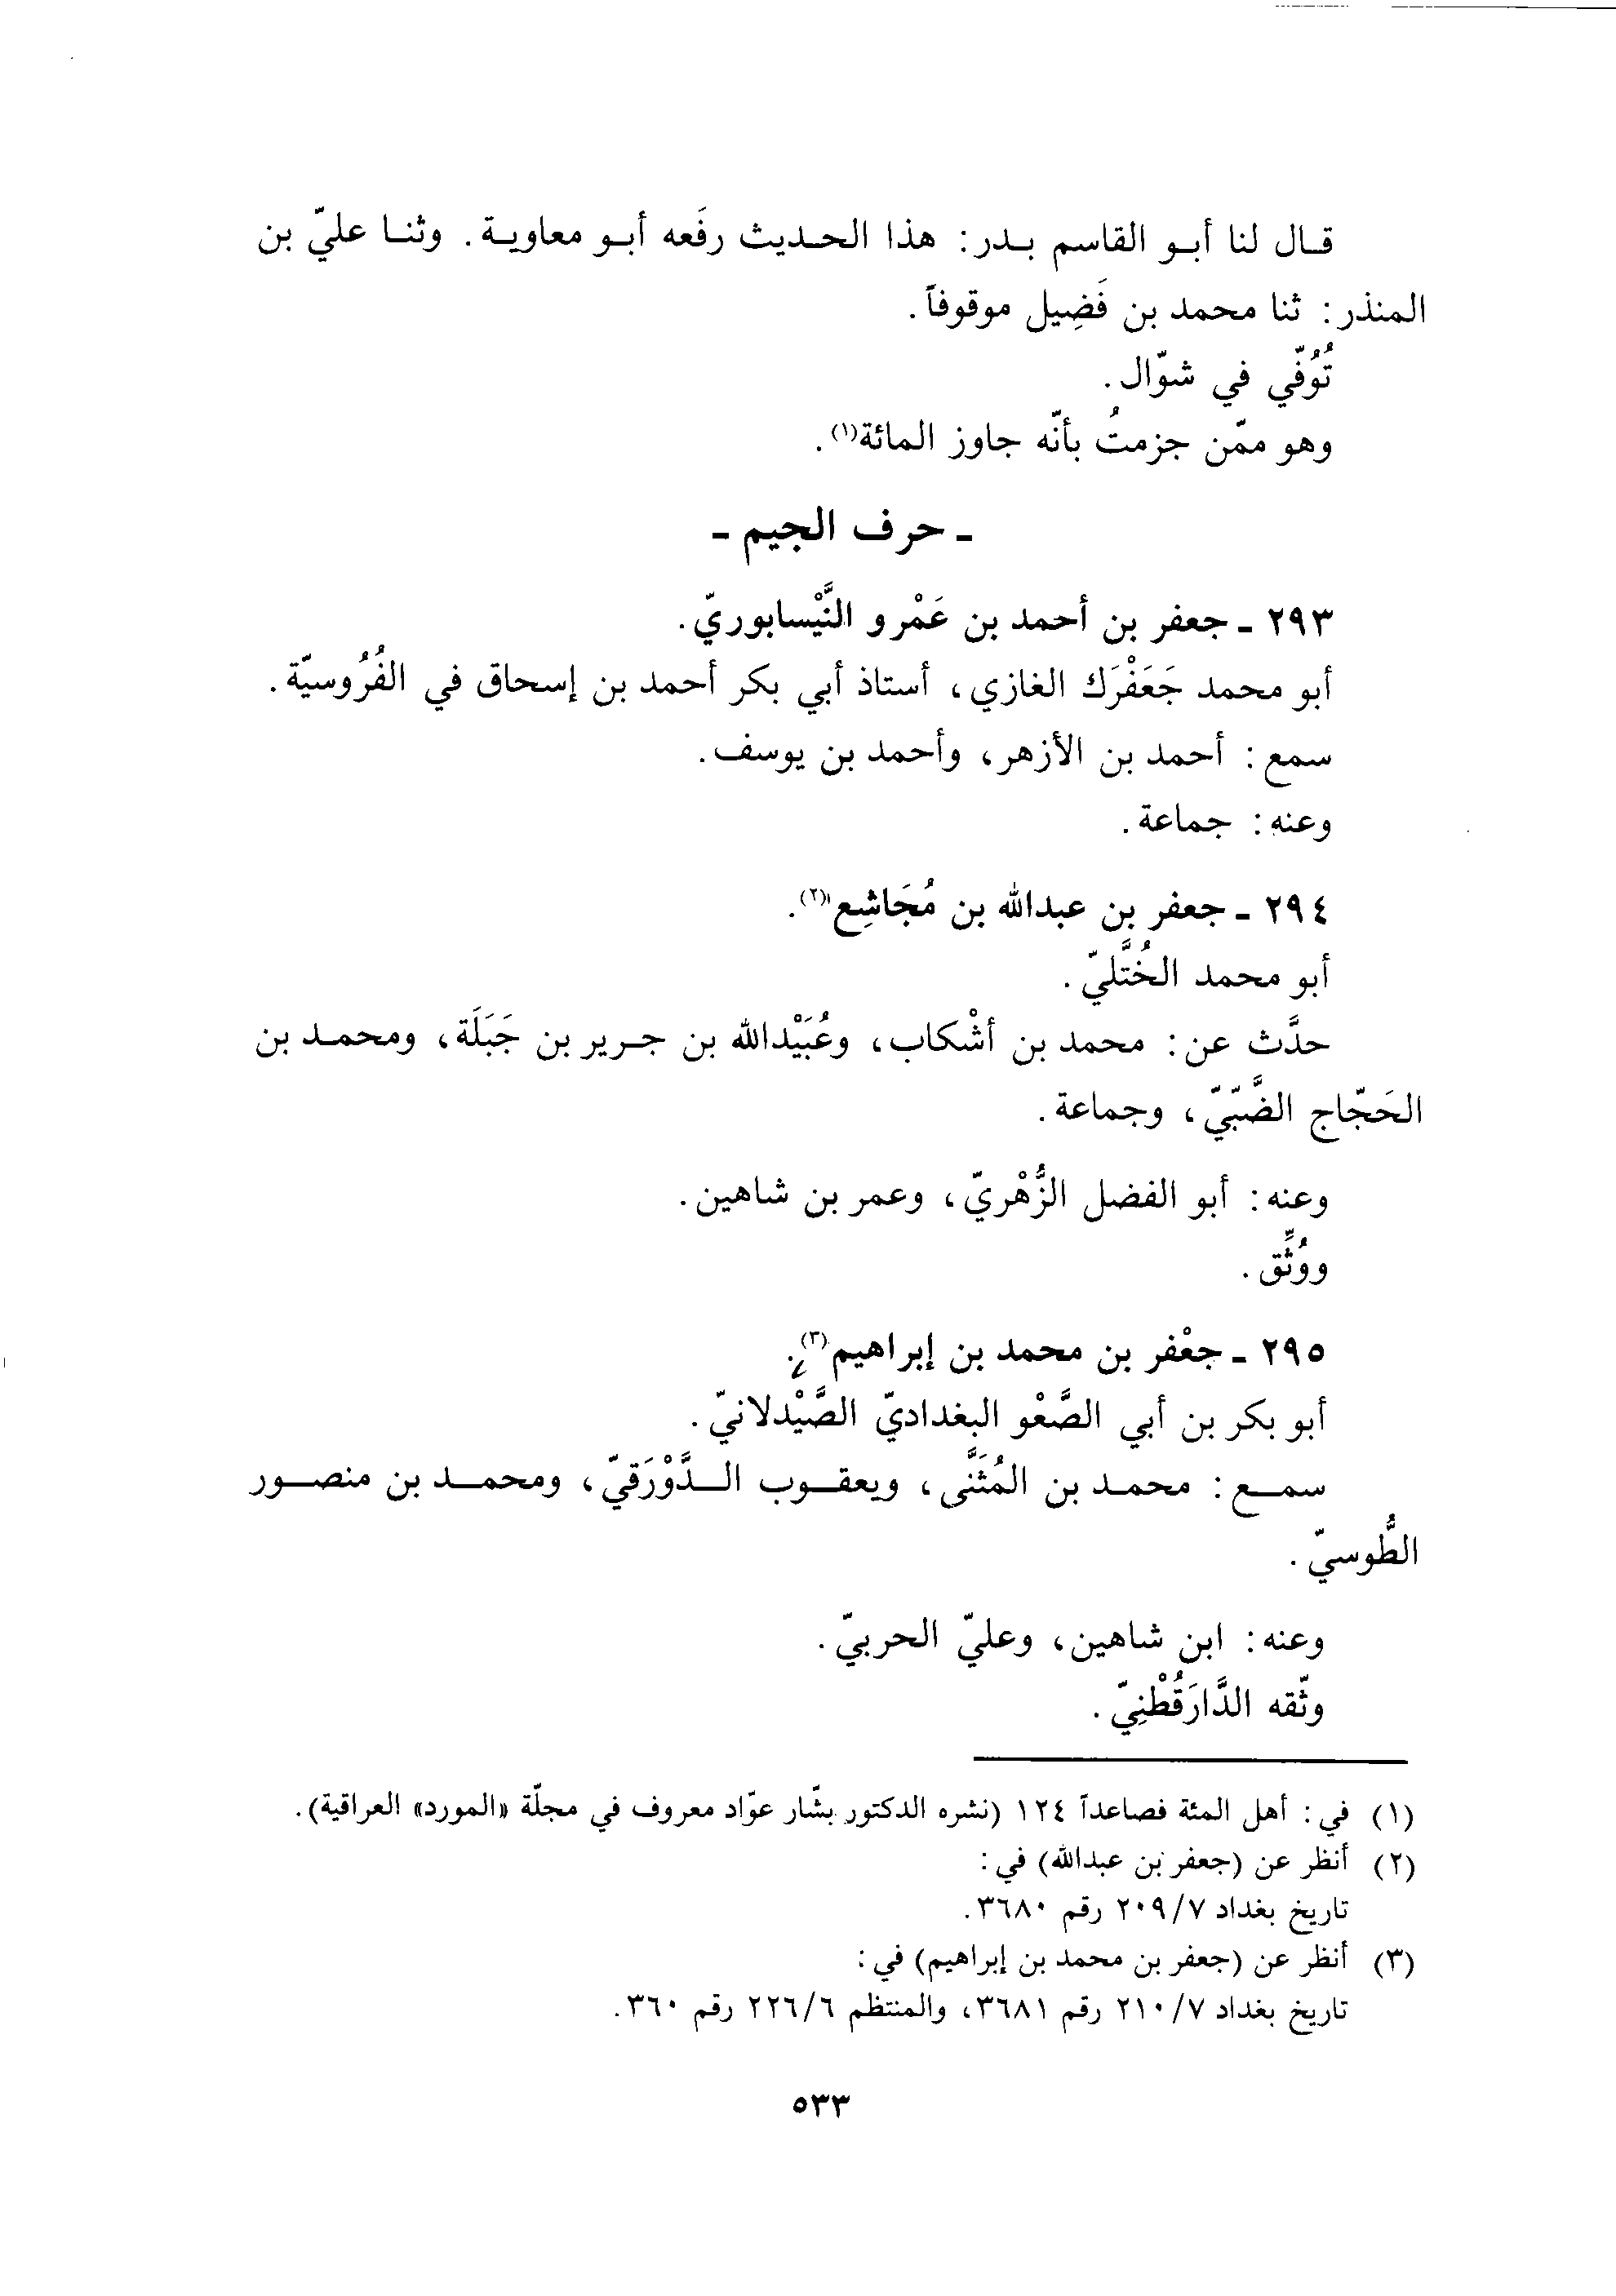 قال لنا أبو القاسم بدر: هذا الحديث رفَعه أبو معاوية. وثنا عليّ بن
المنذر: ثنا محمد بن فَضِيل موقوفاً.
تُوُفّي في شوّال.
وهو ممّن جزمتُ بأنّه جاوز المائة(١).
ـ حرف الجيم ـ
٢٩٣ ـ جعفر بن أحمد بن عَمْرو النَّيْسابوريّ.
أبو محمد جَعَفْرَك الغازي، أستاذ أبي بكر أحمد بن إسحاق في الفُرُوسيّة.
سمع: أحمد بن الأزهر، وأحمد بن يوسف.
وعنه: جماعة.
٢٩٤ ـ جعفر بن عبدالله بن مُجَاشِع(٢).
أبو محمد الخُتَّليّ.
حدَّث عن: محمد بن أشْكاب، وعُبَيْدالله بن جرير بن جَبَلَة، ومحمد بن
الحَجّاج الضَّبّيّ، وجماعة.
وعنه: أبو الفضل الزُّهْريّ، وعمر بن شاهين.
ووُثِّق.
٢٩٥ ـ جعْفر بن محمد بن إبراهيم(٣).
أبو بكر بن أبي الصَّعْو البغداديّ الصَّيْدلانيّ.
سمع: محمد بن المُثَنَّى، ويعقوب الدَّوْرَقيّ، ومحمد بن منصور
الطُّوسيّ.
وعنه: ابن شاهين، وعليّ الحربيّ.
وثّقه الدَّارَقُطْنِيّ.
(١) في: أهل المئة فصاعداً ١٢٤ (نشره الدكتور بشّار عوّاد معروف في مجلّة «المورد» العراقية).
(٢) أنظر عن (جعفر بن عبدالله) في:
تاريخ بغداد ٢٠٩/٧ رقم ٣٦٨٠.
(٣) أنظر عن (جعفر بن محمد بن إبراهيم) في:
تاريخ بغداد ٢١٠/٧ رقم ٣٦٨١، والمنتظم ٢٢٦/٦ رقم ٣٦٠.
٥٣٣